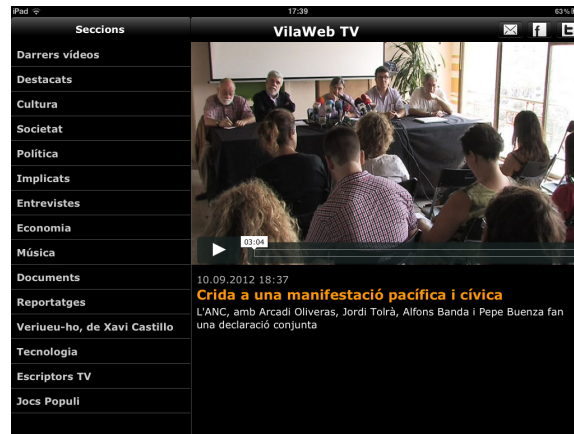 iPad 17:39 63%
Seccions
VilaWeb TV
Darrers vídeos
Destacats
Cultura
Societat
Política
Implicats
Entrevistes
Economia
Música
Documents
Reportatges
Veriueu-ho, de Xavi Castillo
Tecnologia
Escriptors TV
Jocs Populi
03:04
10.09.2012 18:37
Crida a una manifestació pacífica i cívica
L'ANC, amb Arcadi Oliveras, Jordi Tolrà, Alfons Banda i Pepe Buenza fan
una declaració conjunta